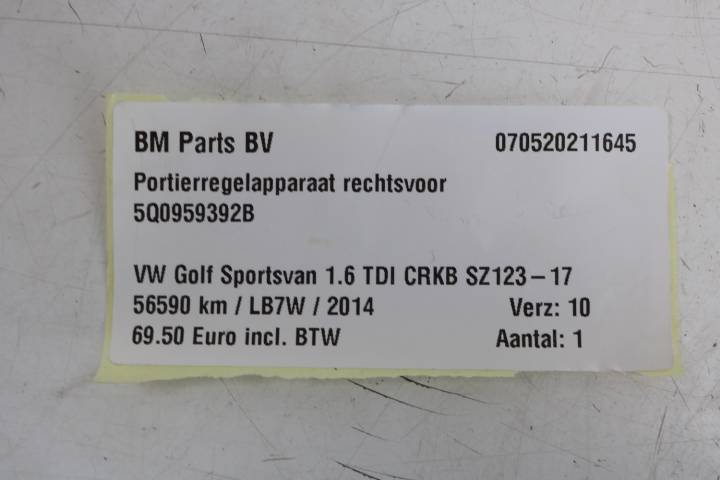 BM Parts BV 070520211645
Portierregelapparaat rechtsvoor
5Q0959392B
VW Golf Sportsvan 1.6 TDI CRKB SZ123-17
56590 km / LB7W / 2014 Verz: 10
69.50 Euro incl. BTW Aantal: 1